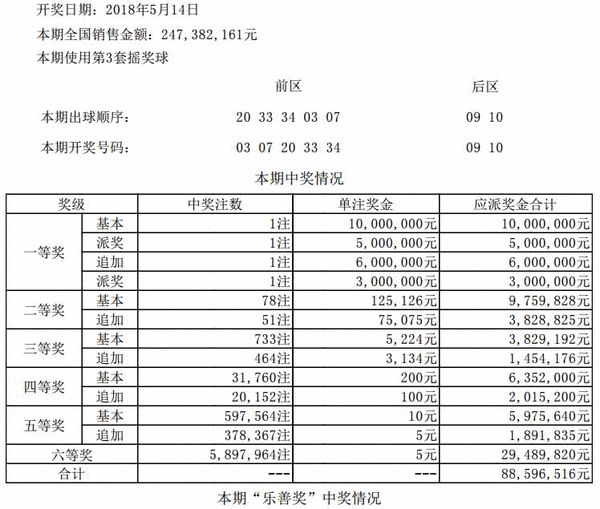 开奖日期：2018年5月14日
本期全国销售金额：247,382,161元
本期使用第3套摇奖球
前区 后区
本期出球顺序： 20 33 34 03 07 09 10
本期开奖号码： 03 07 20 33 34 09 10
本期中奖情况
奖级 中奖注数 单注奖金 应派奖金合计
一等奖 基本 1注 10,000,000元 10,000,000元
派奖 1注 5,000,000元 5,000,000元
追加 1注 6,000,000元 6,000,000元
派奖 1注 3,000,000元 3,000,000元
二等奖 基本 78注 125,126元 9,759,828元
追加 51注 75,075元 3,828,825元
三等奖 基本 733注 5,224元 3,829,192元
追加 464注 3,134元 1,454,176元
四等奖 基本 31,760注 200元 6,352,000元
追加 20,152注 100元 2,015,200元
五等奖 基本 597,564注 10元 5,975,640元
追加 378,367注 5元 1,891,835元
六等奖 5,897,964注 5元 29,489,820元
合计 --- --- 88,596,516元
本期“乐善奖”中奖情况